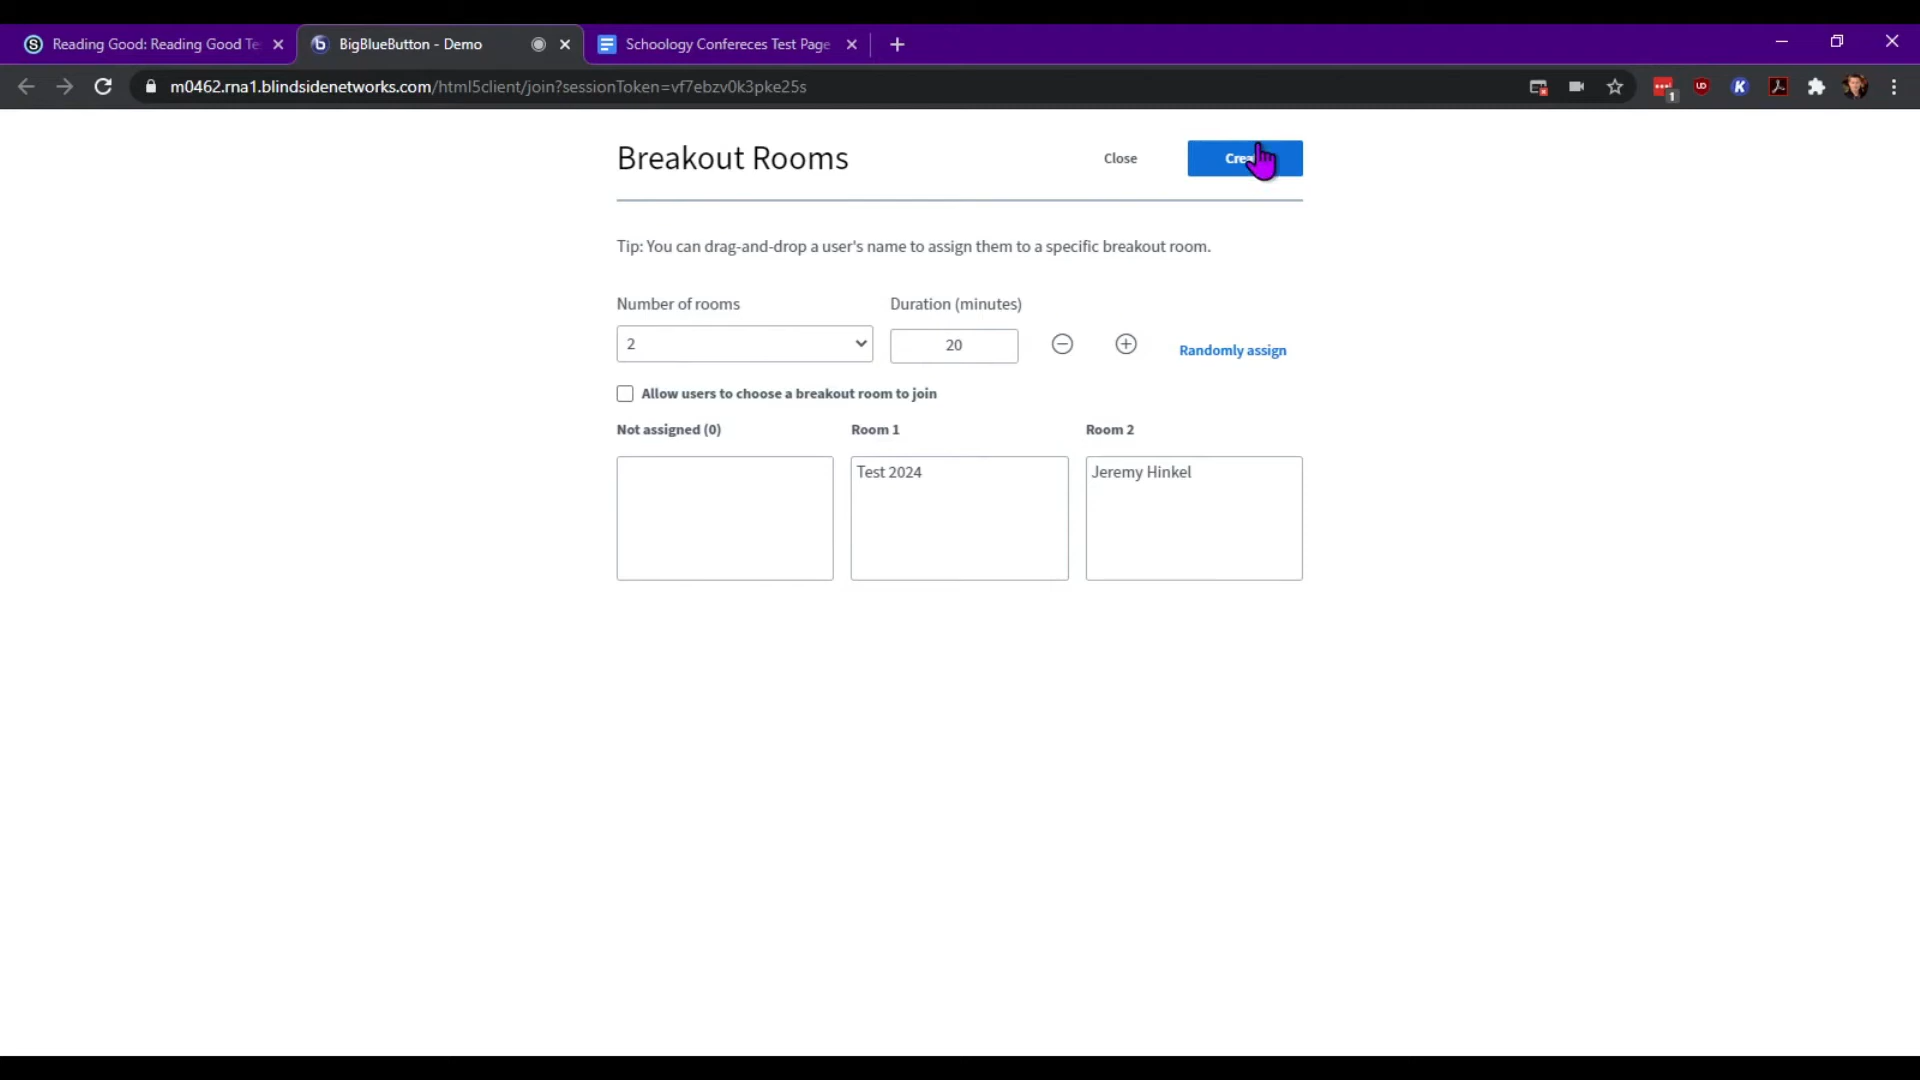 Reading Good: Reading Good Te
BigBlueButton - Demo
Schoology Confereces Test Page
m0462.rna1.blindsidenetworks.com/html5client/join?sessionToken=vf7ebzv0k3pke25s
1
Breakout Rooms
Close
Tip: You can drag-and-drop a user's name to assign them to a specific breakout room.
Number of rooms
Duration (minutes)
2
20
Randomly assign
Allow users to choose a breakout room to join
Not assigned (0)
Room 1
Room 2
Test 2024
Jeremy Hinkel